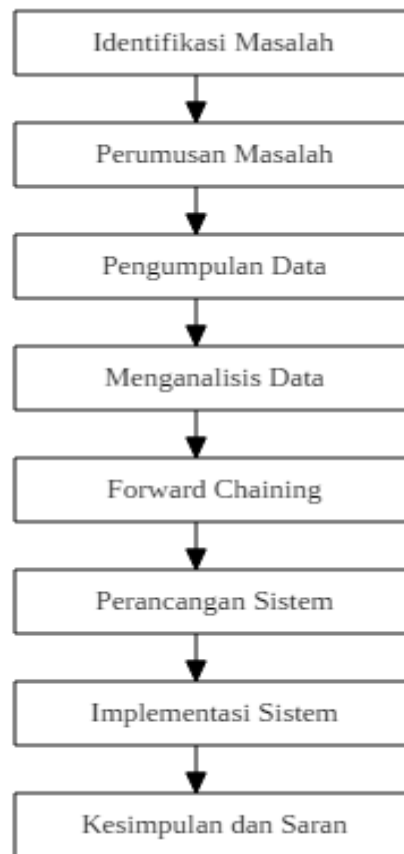 Identifikasi Masalah
Perumusan Masalah
Pengumpulan Data
Menganalisis Data
Forward Chaining
Perancangan Sistem
Implementasi Sistem
Kesimpulan dan Saran